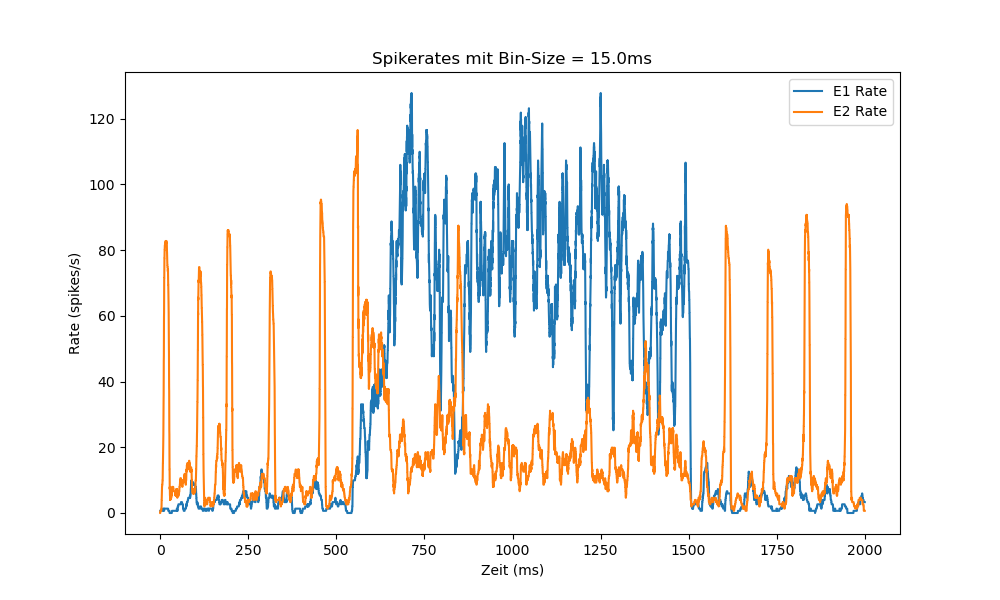 Spikerates mit Bin-Size = 15.0ms
E1 Rate
E2 Rate
Rate (spikes/s)
120
100
80
60
40
20
0
0 250 500 750 1000 1250 1500 1750 2000
Zeit (ms)